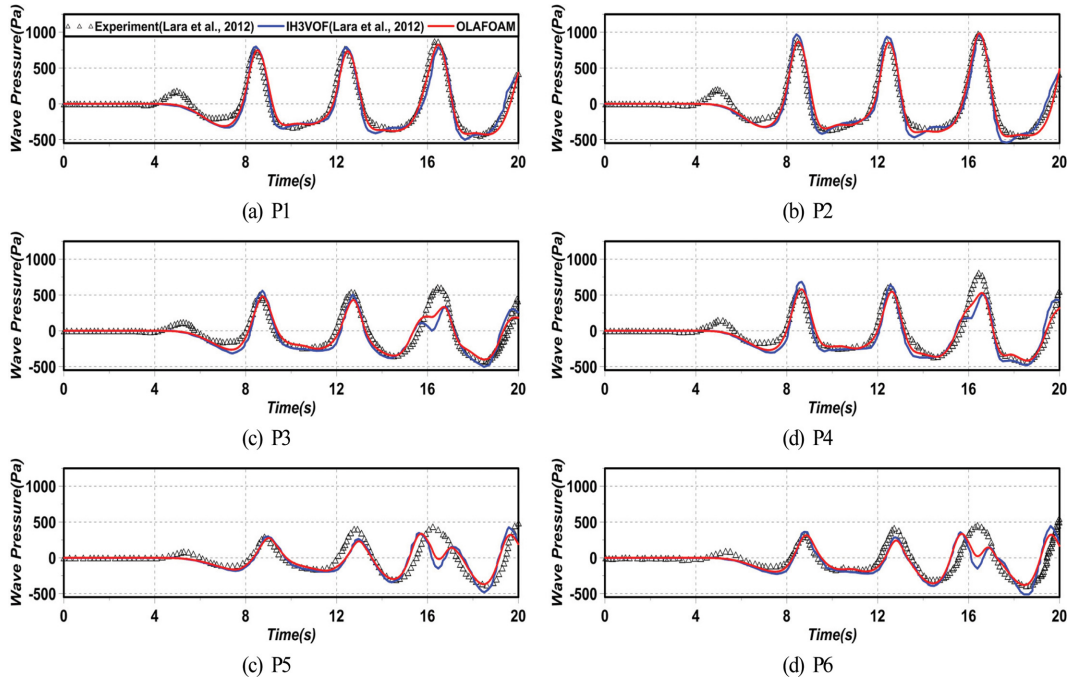 Experiment(Lara et al., 2012) IH3VOF(Lara et al., 2012) OLAFOAM
Wave Pressure(Pa)
1000
500
0
-500
0 4 8 12 16 20
Time(s)
(a) P1
Wave Pressure(Pa)
1000
500
0
-500
0 4 8 12 16 20
Time(s)
(b) P2
Wave Pressure(Pa)
1000
500
0
-500
0 4 8 12 16 20
Time(s)
(c) P3
Wave Pressure(Pa)
1000
500
0
-500
0 4 8 12 16 20
Time(s)
(d) P4
Wave Pressure(Pa)
1000
500
0
-500
0 4 8 12 16 20
Time(s)
(c) P5
Wave Pressure(Pa)
1000
500
0
-500
0 4 8 12 16 20
Time(s)
(d) P6